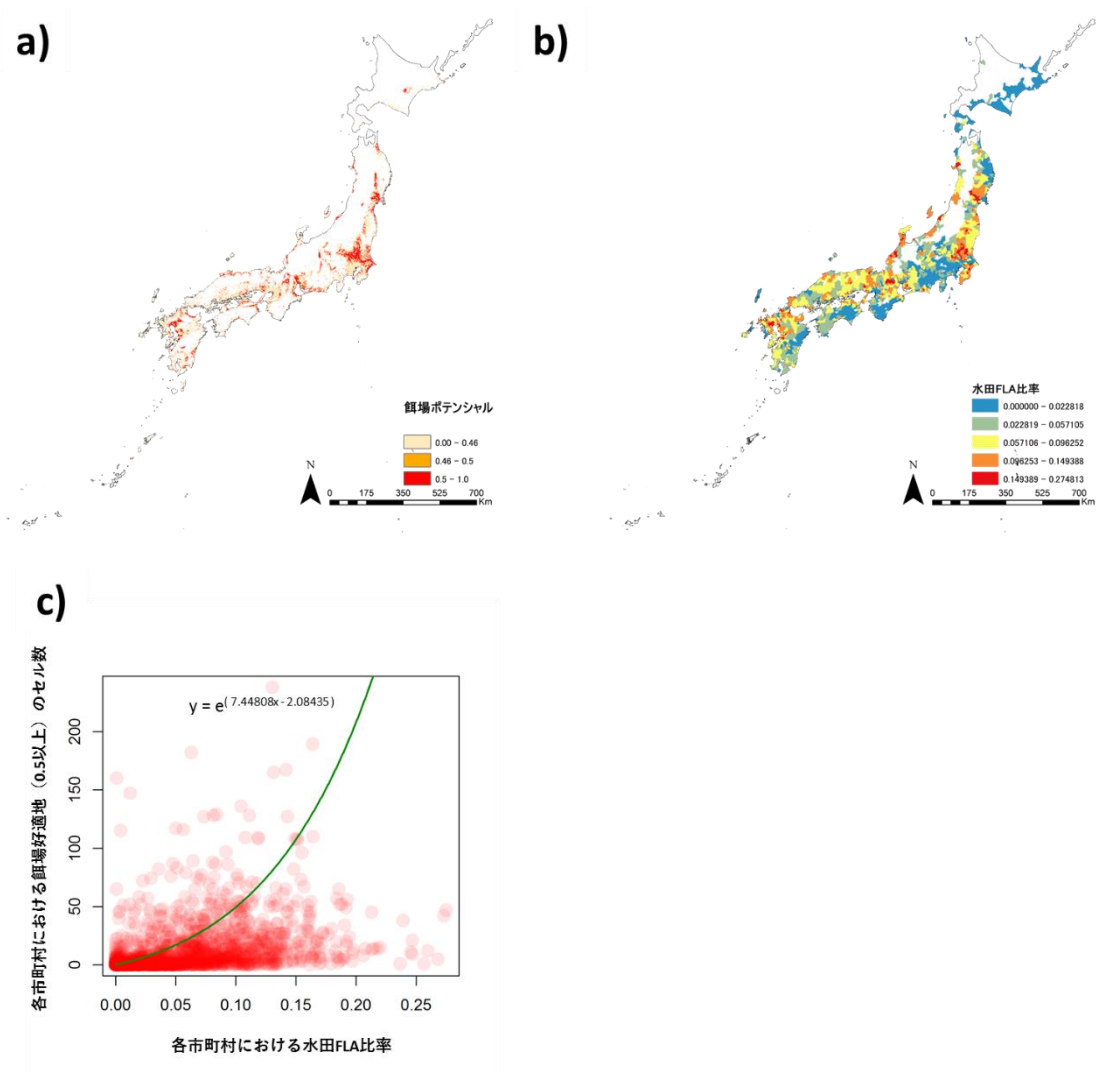 a)
餌場ポテンシャル
0.00 - 0.46
0.46 - 0.5
0.5 - 1.0
N
0 175 350 525 700
Km
b)
水田FLA比率
0.000000 - 0.022818
0.022819 - 0.057105
0.057106 - 0.096252
0.096253 - 0.149388
0.149389 - 0.274813
N
0 175 350 525 700
Km
c)
y = e^( 7.44808x - 2.08435)
各市町村における餌場好適地（0.5以上）のセル数
200
150
100
50
0
0.00 0.05 0.10 0.15 0.20 0.25
各市町村における水田FLA比率